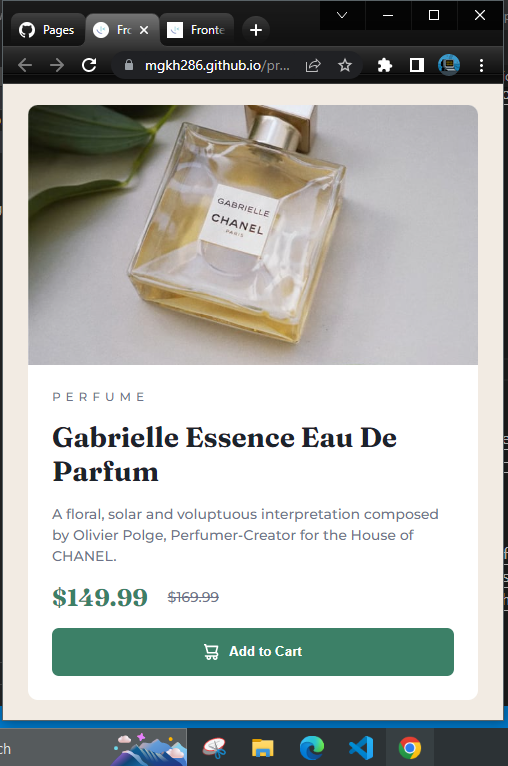 Pages
Fro
Fronte
mgkh286.github.io/pr...
GABRIELLE
CHANEL
PARIS
PERFUME
Gabrielle Essence Eau De
Parfum
A floral, solar and voluptuous interpretation composed
by Olivier Polge, Perfumer-Creator for the House of
CHANEL.
$149.99 $169.99
Add to Cart
ch